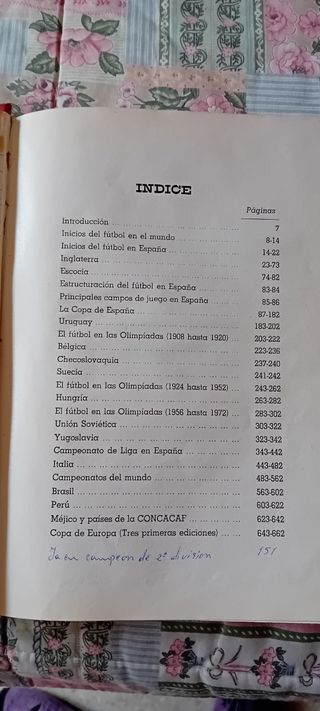 INDICE
Páginas
Introducción ... 7
Inicios del fútbol en el mundo ... 8-14
Inicios del fútbol en España ... 14-22
Inglaterra ... 23-73
Escocia ... 74-82
Estructuración del fútbol en España ... 83-84
Principales campos de juego en España ... 85-86
La Copa de España ... 87-182
Uruguay ... 183-202
El fútbol en las Olimpíadas (1908 hasta 1920) ... 203-222
Bélgica ... 223-236
Checoslovaquia ... 237-240
Suecia ... 241-242
El fútbol en las Olimpíadas (1924 hasta 1952) ... 243-262
Hungría ... 263-282
El fútbol en las Olimpíadas (1956 hasta 1972) ... 283-302
Unión Soviética ... 303-322
Yugoslavia ... 323-342
Campeonato de Liga en España ... 343-442
Italia ... 443-482
Campeonatos del mundo ... 483-562
Brasil ... 563-602
Perú ... 603-622
Méjico y países de la CONCACAF ... 623-642
Copa de Europa (Tres primeras ediciones) ... 643-662
campeon de 2ª division 151